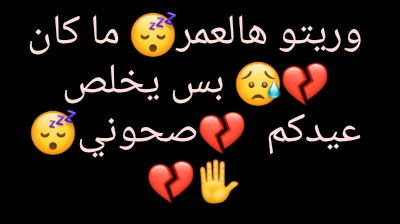 وريتو هالعمر😴 ما كان
💔😥 بس يخلص
عيدكم 💔صحوني😴
✋💔